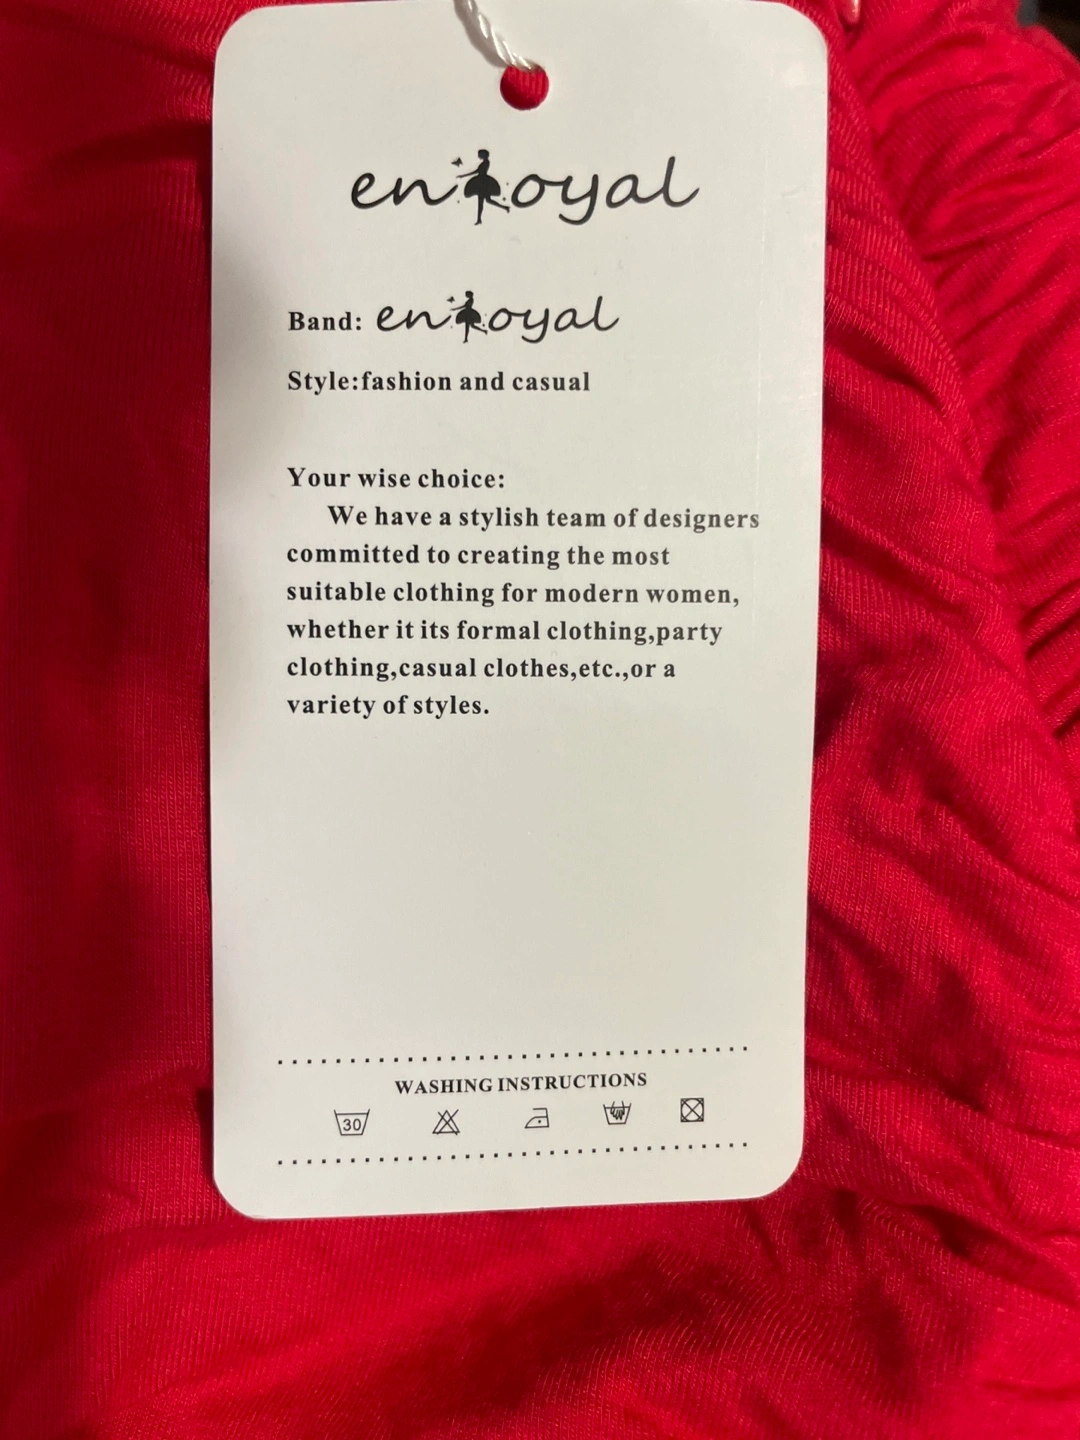 enjoyal
Band: enjoyal
Style:fashion and casual
Your wise choice:
We have a stylish team of designers
committed to creating the most
suitable clothing for modern women,
whether it its formal clothing,party
clothing,casual clothes,etc.,or a
variety of styles.
WASHING INSTRUCTIONS
30